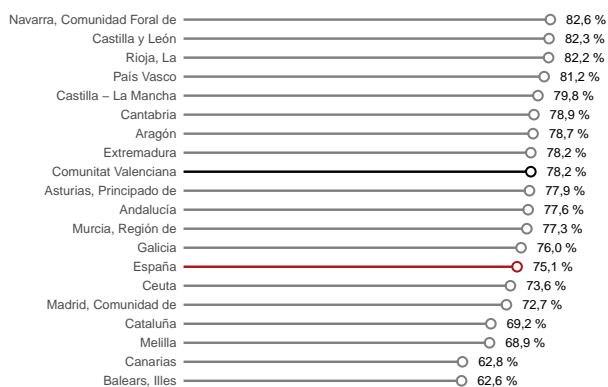 Navarra, Comunidad Foral de 82,6 %
Castilla y León 82,3 %
Rioja, La 82,2 %
País Vasco 81,2 %
Castilla – La Mancha 79,8 %
Cantabria 78,9 %
Aragón 78,7 %
Extremadura 78,2 %
Comunitat Valenciana 78,2 %
Asturias, Principado de 77,9 %
Andalucía 77,6 %
Murcia, Región de 77,3 %
Galicia 76,0 %
España 75,1 %
Ceuta 73,6 %
Madrid, Comunidad de 72,7 %
Cataluña 69,2 %
Melilla 68,9 %
Canarias 62,8 %
Balears, Illes 62,6 %